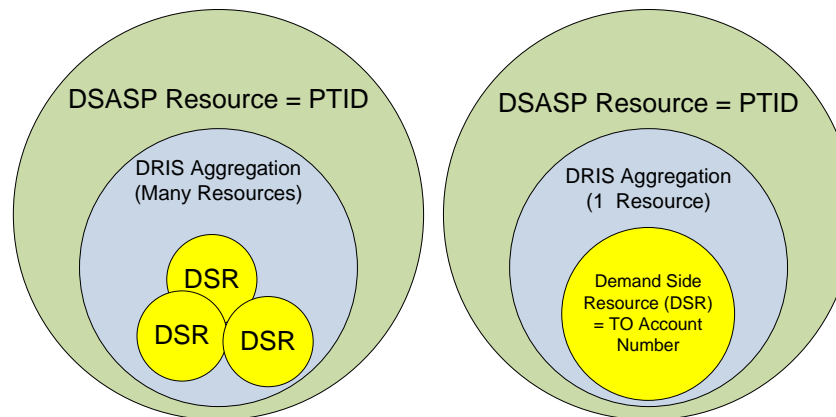 DSASP Resource = PTID
DRIS Aggregation
(Many Resources)
DSR
DSR
DSR
DSASP Resource = PTID
DRIS Aggregation
(1 Resource)
Demand Side
Resource (DSR)
= TO Account
Number